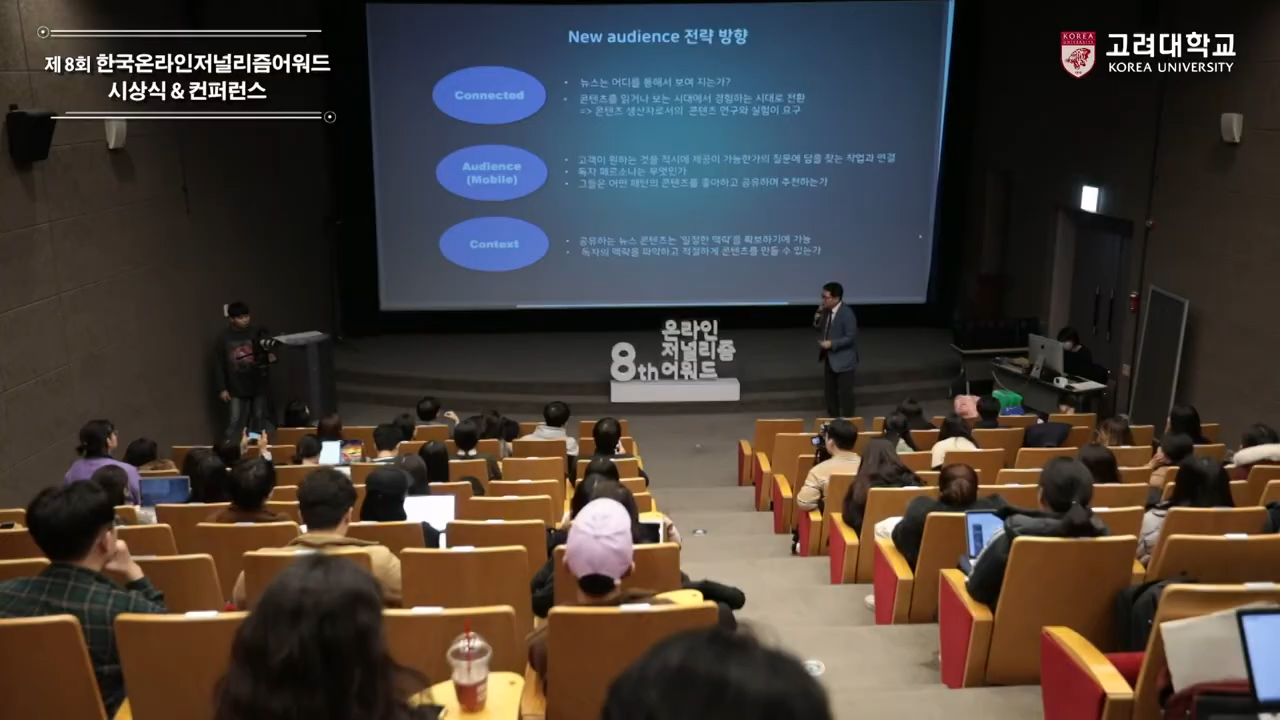 제 8회 한국온라인저널리즘어워드
시상식 & 컨퍼런스
KOREA
UNIVERSITY
고려대학교
KOREA UNIVERSITY
New audience 전략 방향
Connected
• 뉴스는 어디를 통해서 보여 지는가?
• 콘텐츠를 읽거나 보는 시대에서 경험하는 시대로 전환
=> 콘텐츠 생산자로서의 콘텐츠 연구와 실험이 요구
Audience
(Mobile)
• 고객이 원하는 것을 적시에 제공이 가능한가의 질문에 답을 찾는 작업과 연결
• 독자 페르소나는 무엇인가
• 그들은 어떤 패턴의 콘텐츠를 좋아하고 공유하며 추천하는가
Context
• 공유하는 뉴스 콘텐츠는 '일정한 맥락'를 확보하기에 가능
• 독자의 맥락을 파악하고 적절하게 콘텐츠를 만들 수 있는가
8th
온라인
저널리즘
어워드